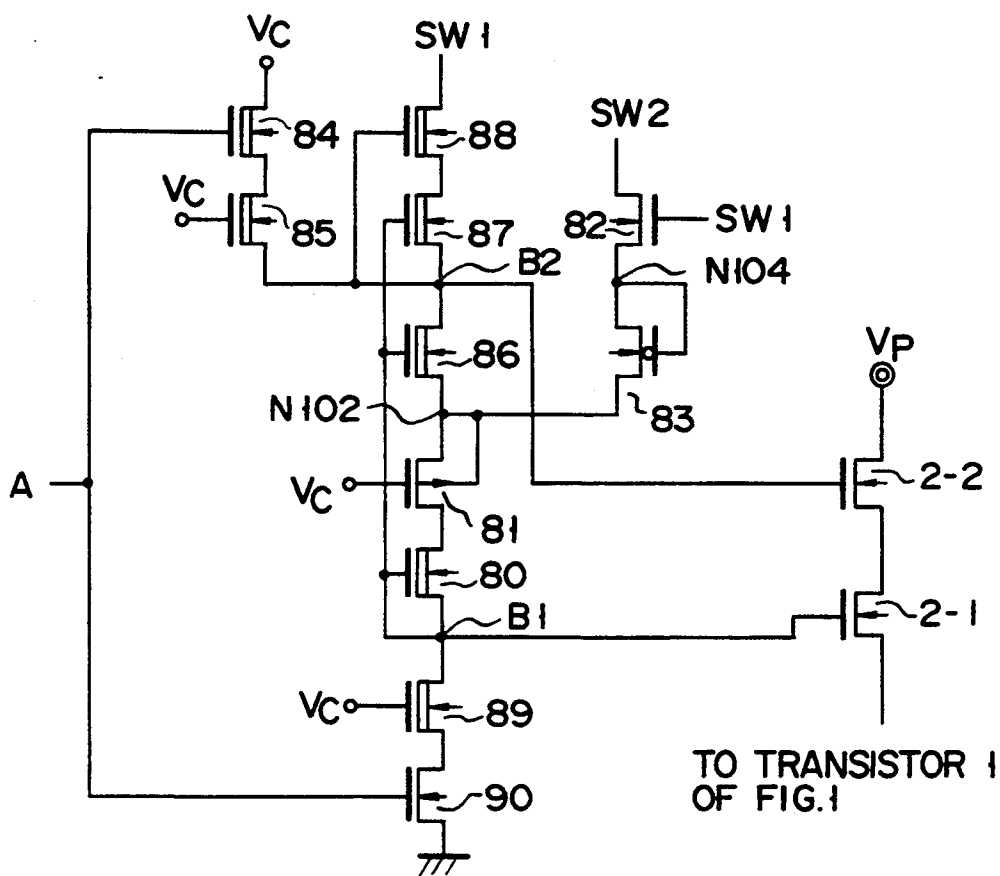 VC
SW1
84
88
SW2
VC
85
87
82
SW1
B2
N104
86
VP
N102
83
A
VC
81
2-2
80
B1
2-1
VC
89
90
TO TRANSISTOR 1
OF FIG.1